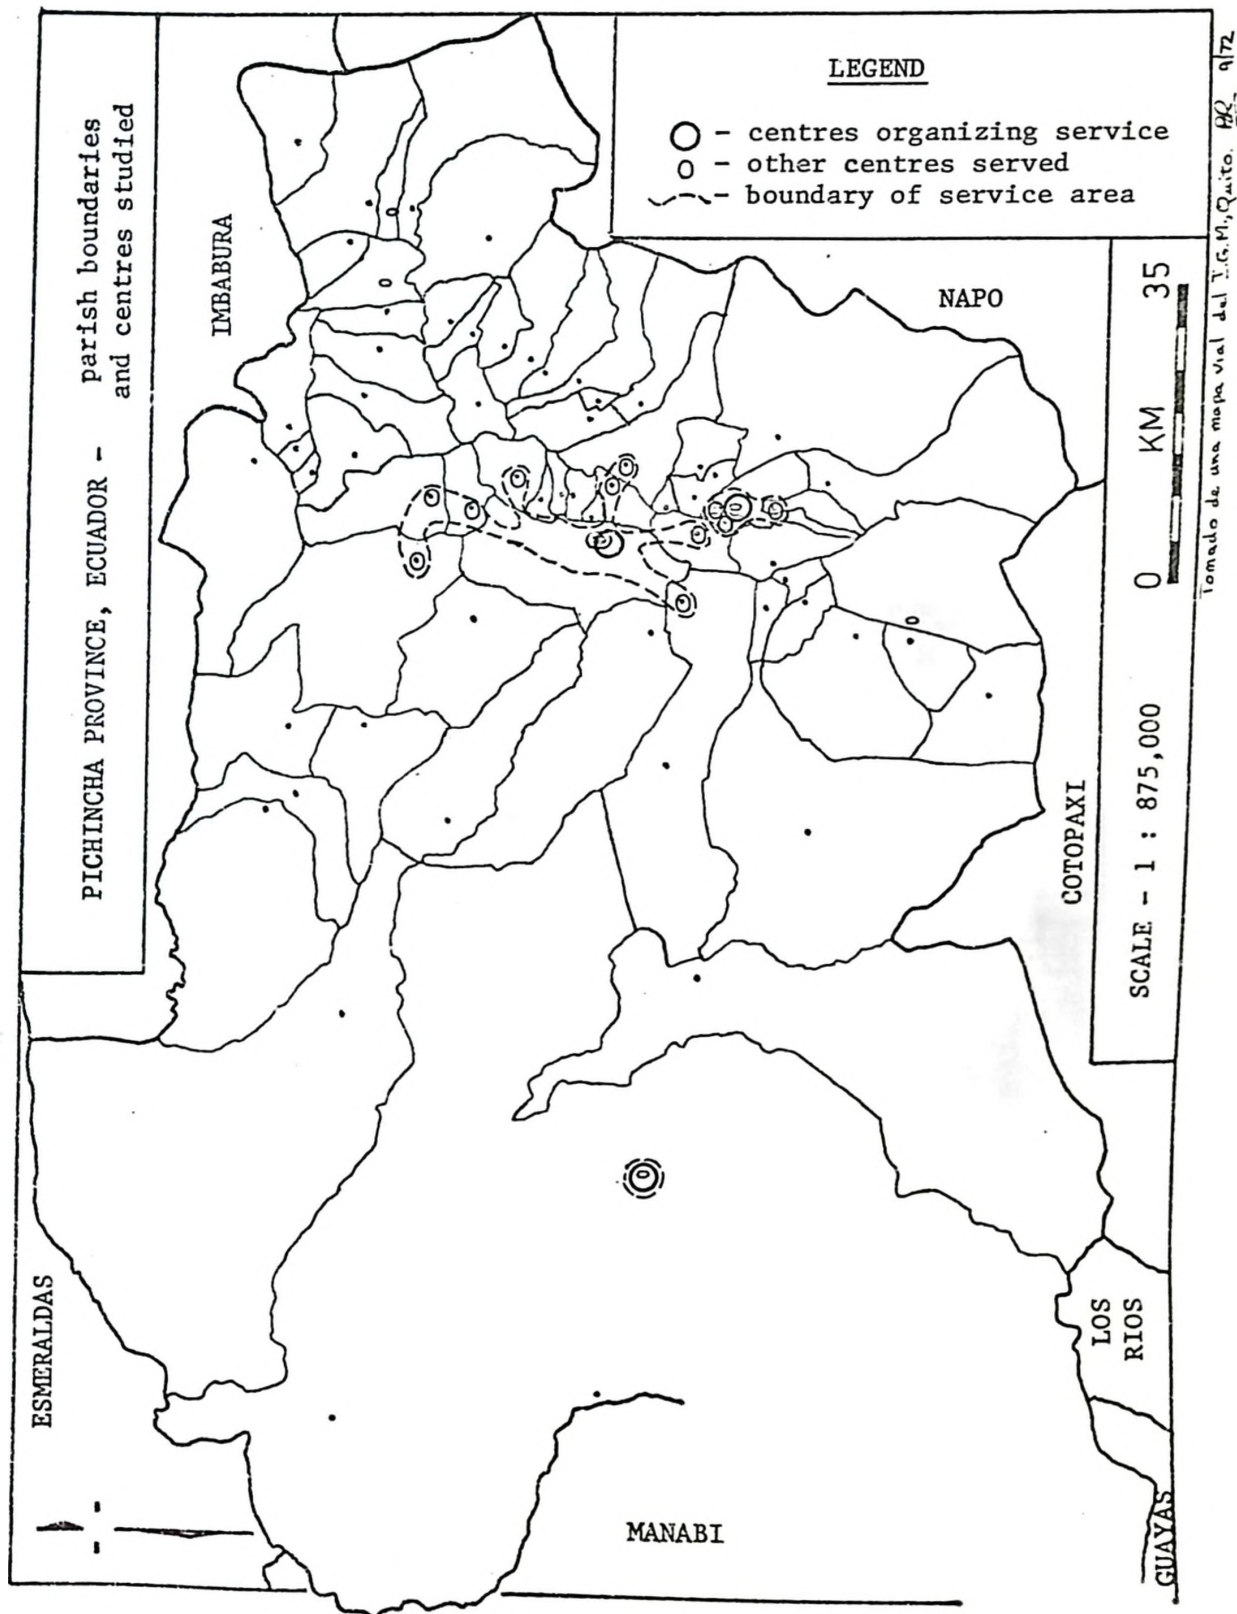 PICHINCHA PROVINCE, ECUADOR - parish boundaries
and centres studied
LEGEND
- centres organizing service
- other centres served
- boundary of service area
IMBABURA
NAPO
ESMERALDAS
COTOPAXI
LOS
RIOS
MANABI
GUAYAS
0 KM 35
SCALE - 1 : 875,000
Tomado de una mapa vial del I.G.M., Quito. 9/72